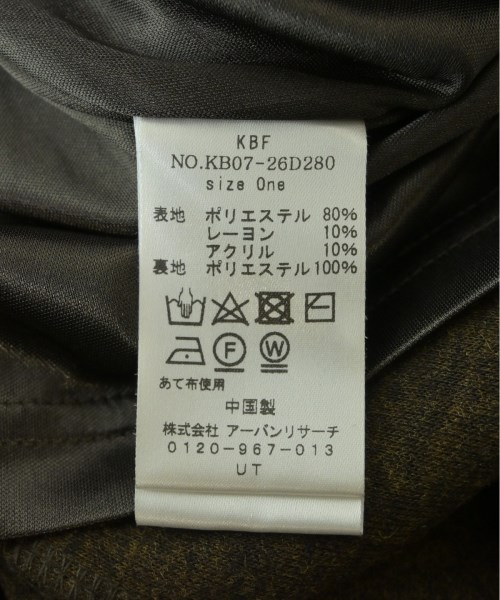 KBF
NO.KB07-26D280
size One
表地 ポリエステル 80%
レーヨン 10%
アクリル 10%
裏地 ポリエステル100%
F W
あて布使用
中国製
株式会社 アーバンリサーチ
0120-967-013
UT